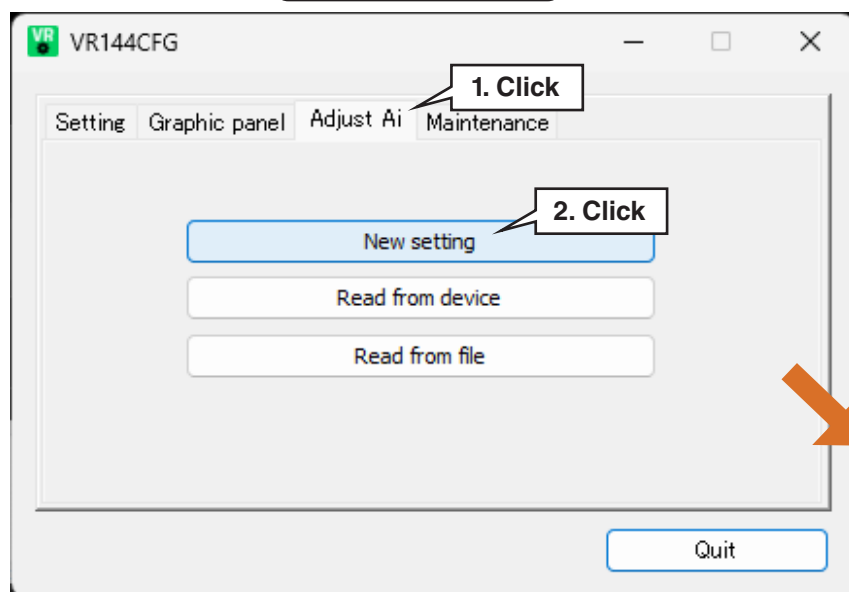 VR VR144CFG
1. Click
Setting Graphic panel Adjust Ai Maintenance
2. Click
New setting
Read from device
Read from file
Quit